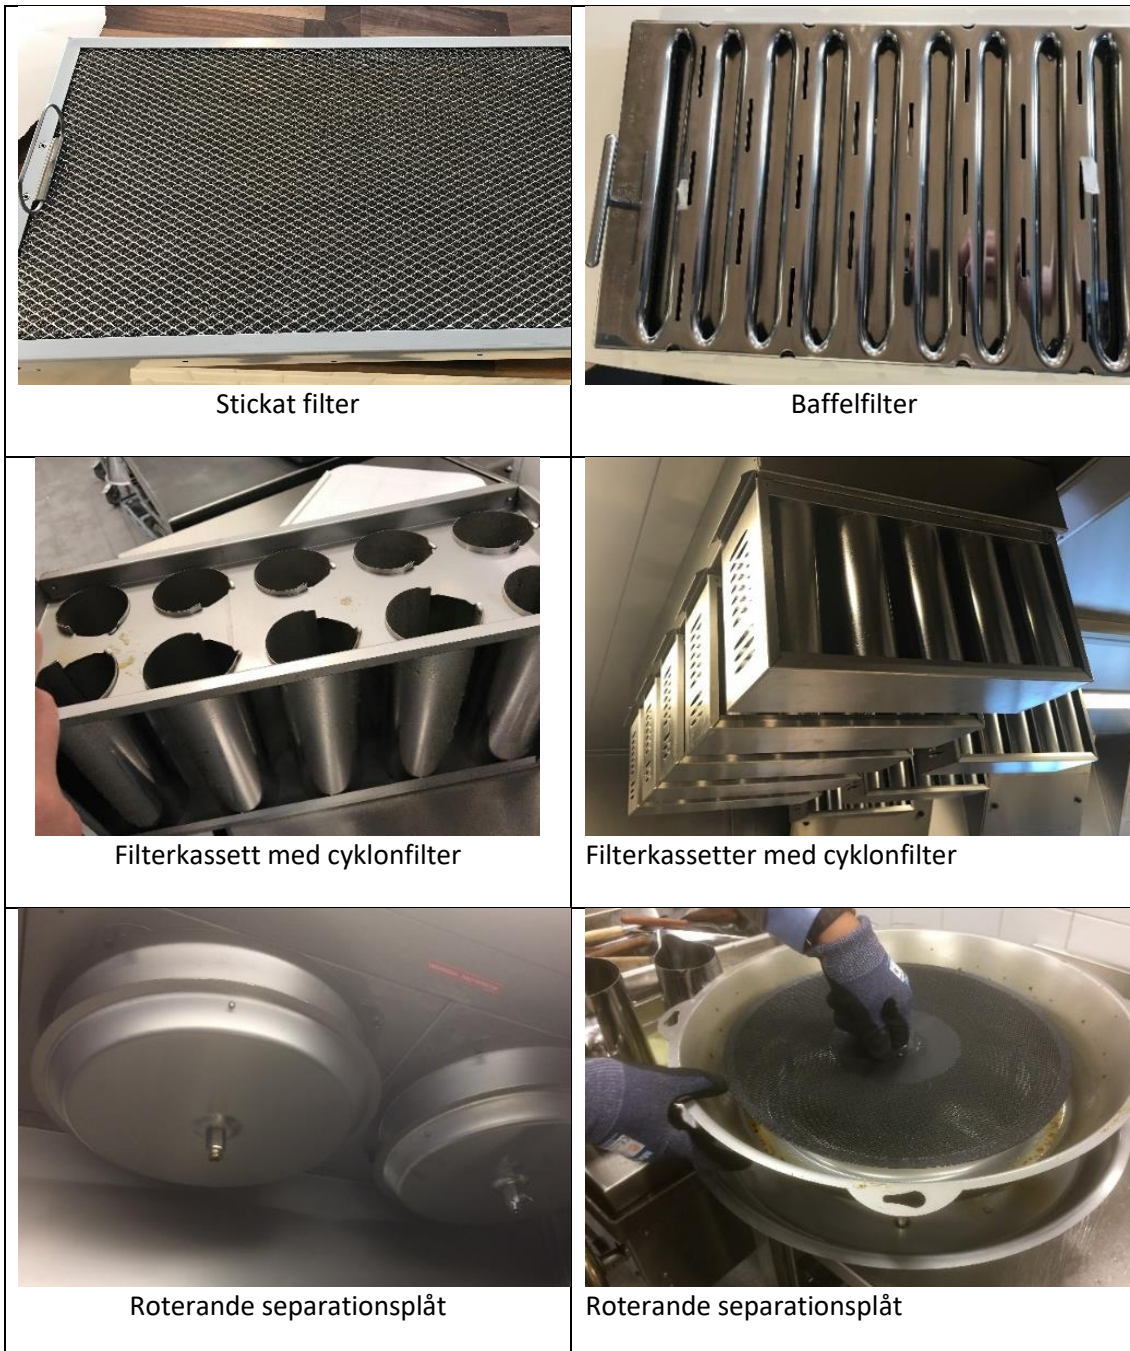 Stickat filter
Baffelfilter
Filterkassett med cyklonfilter
Filterkassetter med cyklonfilter
Roterande separationsplåt
Roterande separationsplåt